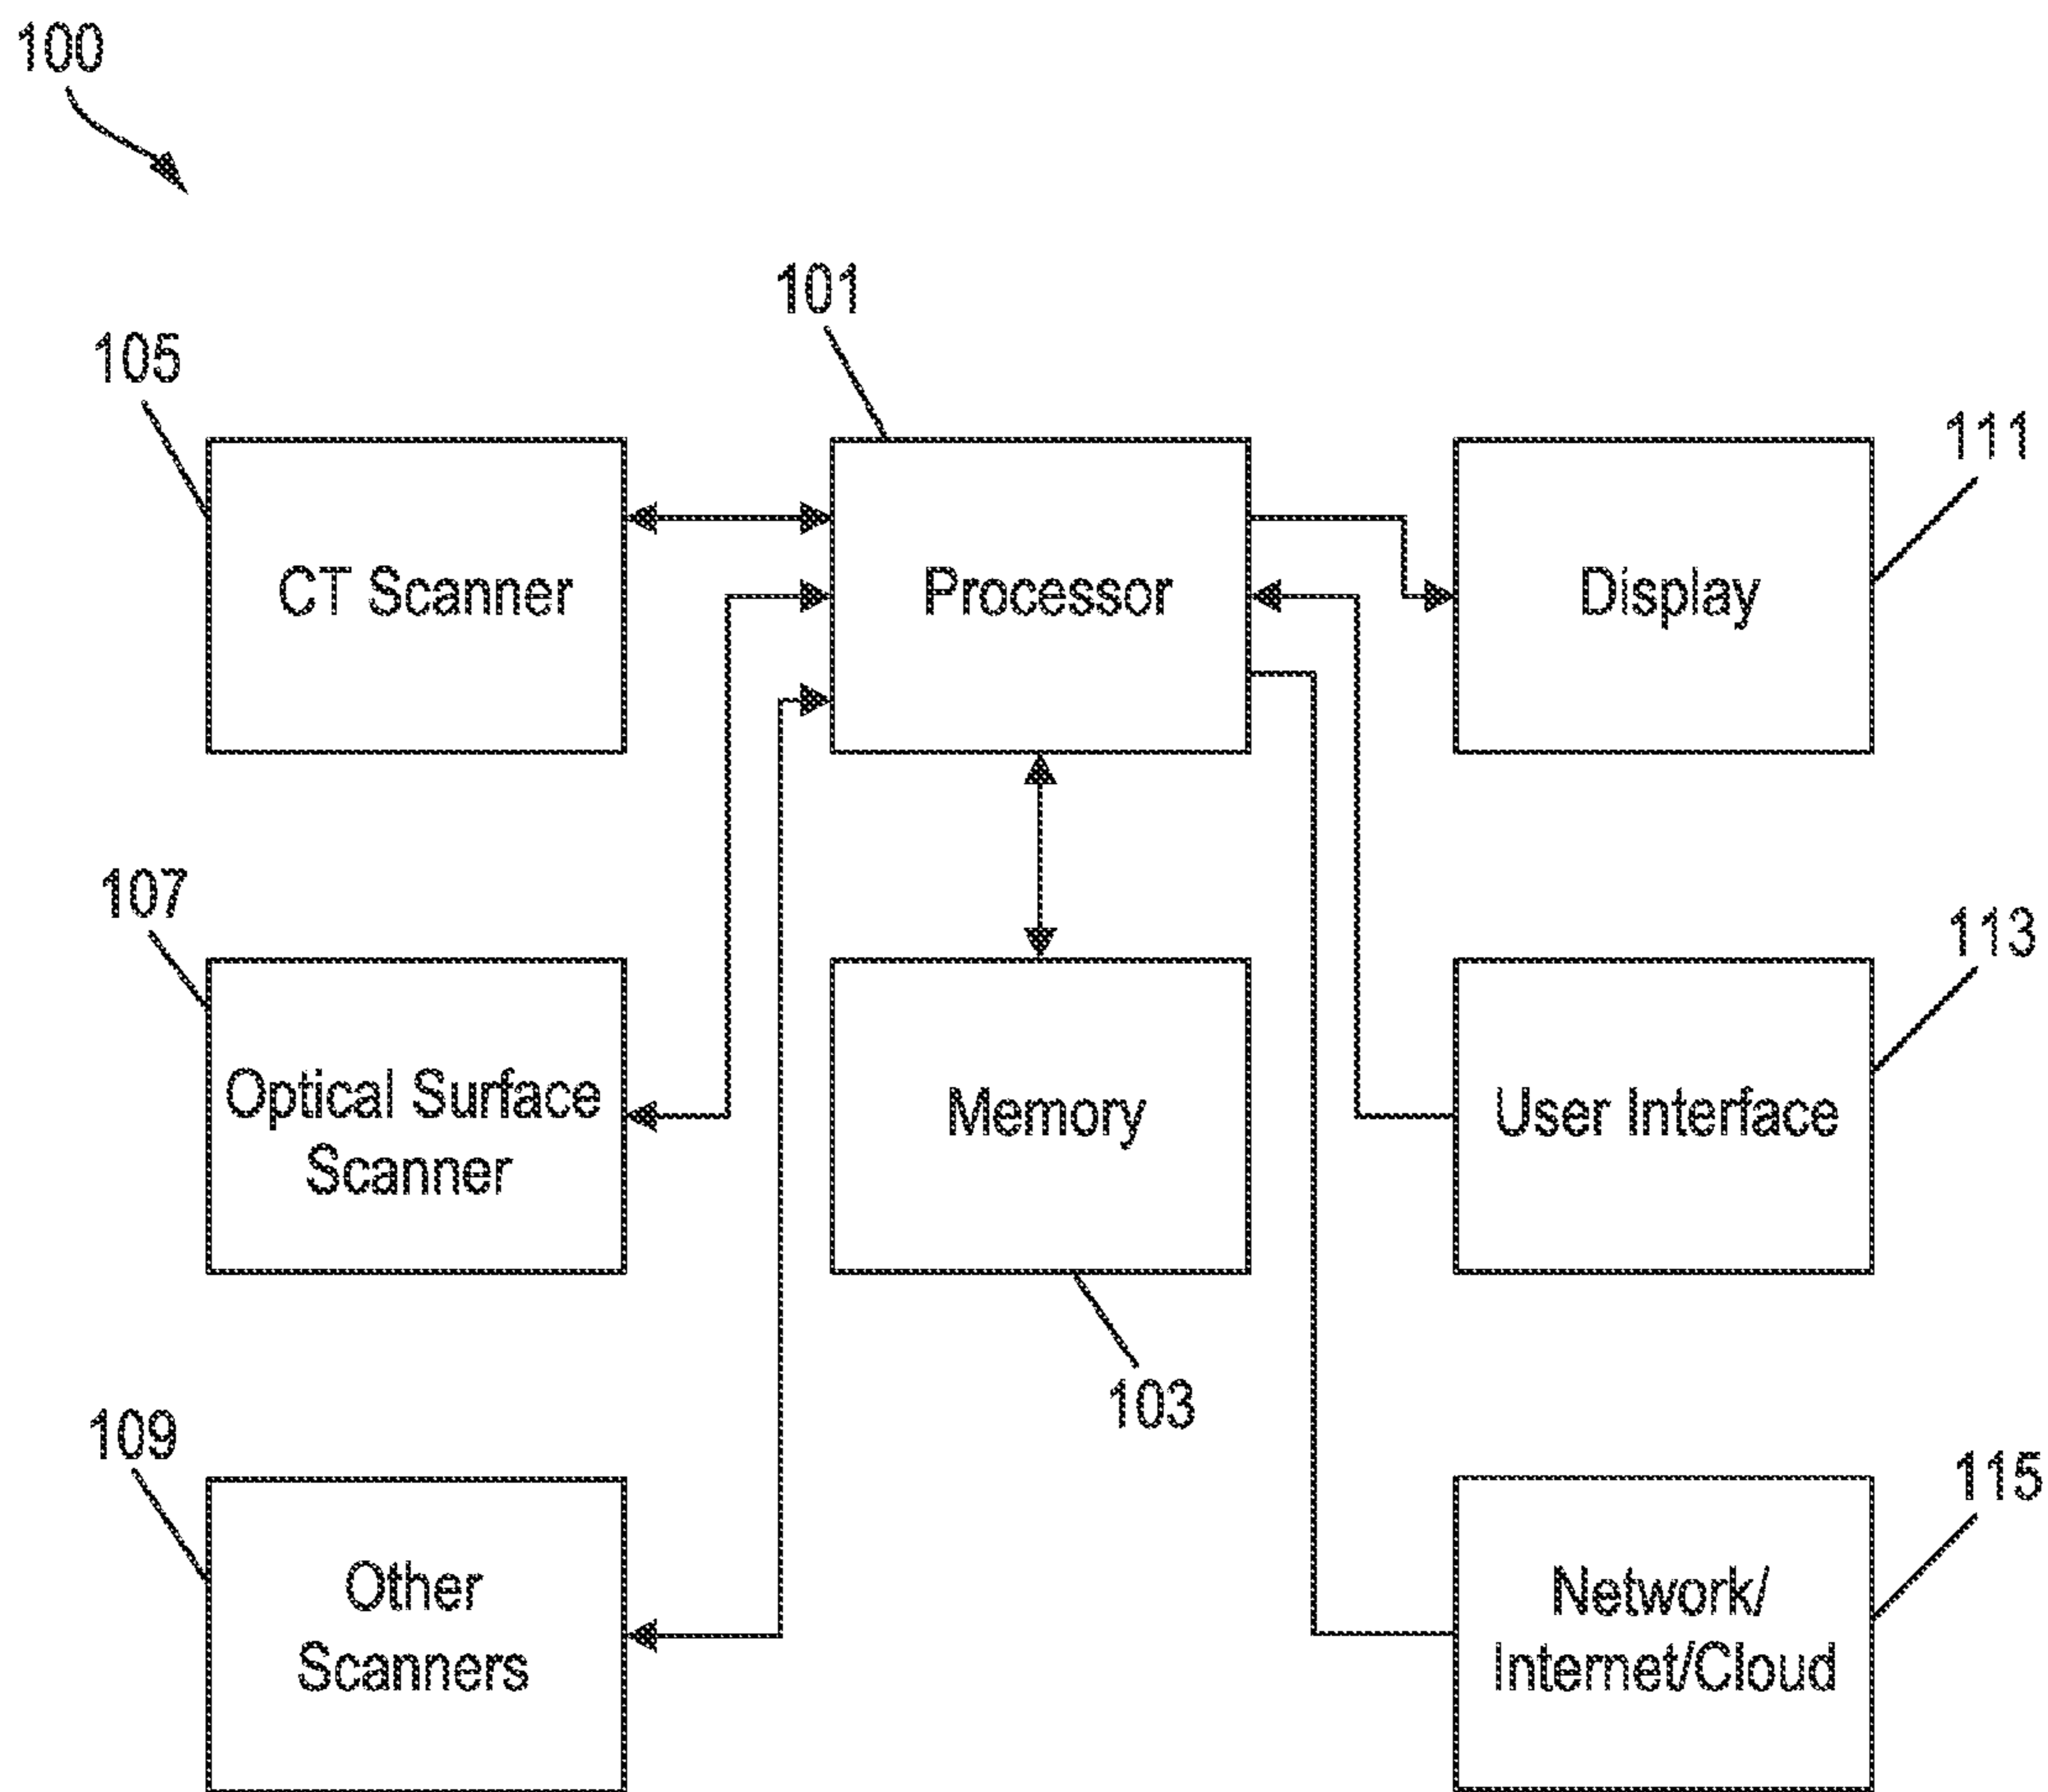 100
101
105
111
CT Scanner
Processor
Display
107
113
Optical Surface
Scanner
Memory
User Interface
103
109
115
Other
Scanners
Network/
Internet/Cloud